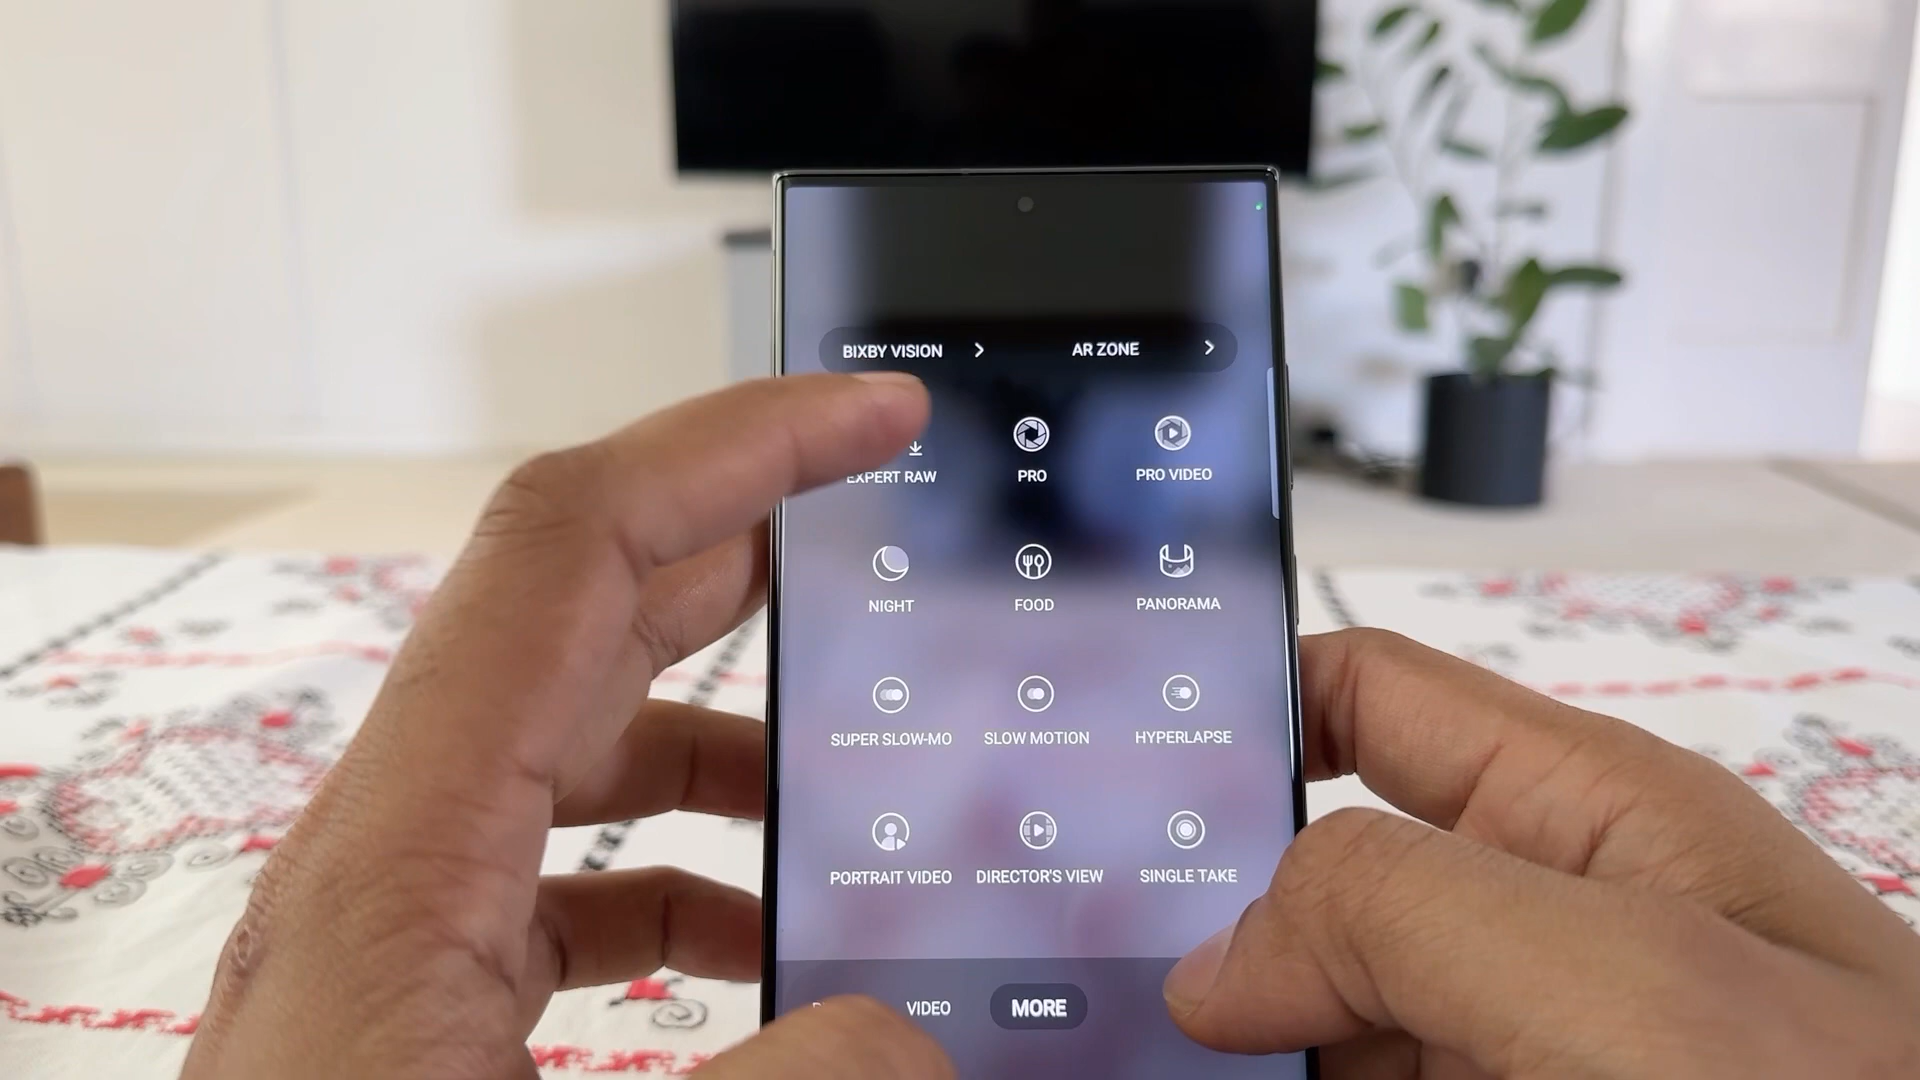 BIXBY VISION
AR ZONE
EXPERT RAW
PRO
PRO VIDEO
NIGHT
FOOD
PANORAMA
SUPER SLOW-MO
SLOW MOTION
HYPERLAPSE
PORTRAIT VIDEO
DIRECTOR'S VIEW
SINGLE TAKE
VIDEO
MORE